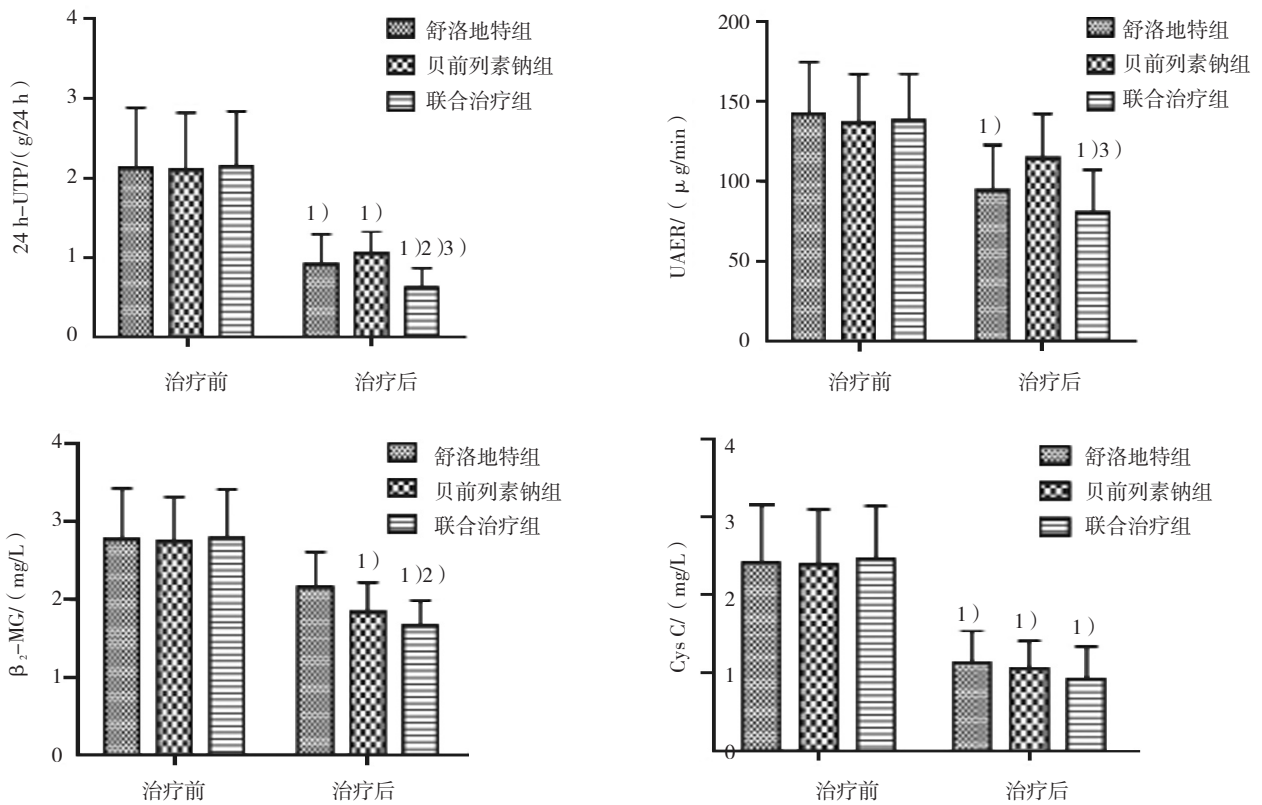 4
3
2
1
0
24 h-UTP/( g/24 h )
舒洛地特组
贝前列素钠组
联合治疗组
1 )
1 )
1 )2 )3 )
治疗前
治疗后
200
150
100
50
0
UAER/( μ g/min )
舒洛地特组
贝前列素钠组
联合治疗组
1 )
1 )3 )
治疗前
治疗后
4
3
2
1
0
β2-MG/( mg/L )
舒洛地特组
贝前列素钠组
联合治疗组
1 )
1 )2)
治疗前
治疗后
4
3
2
1
0
Cys C/( mg/L )
舒洛地特组
贝前列素钠组
联合治疗组
1 )
1 )
1 )
治疗前
治疗后